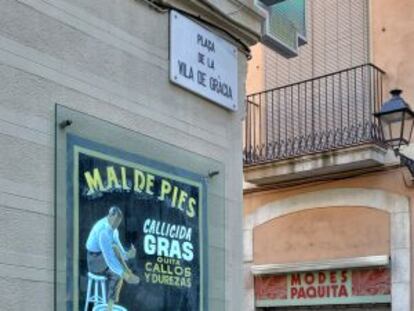 PLAÇA
DE LA
VILA DE GRÀCIA
MAL DE PIES
CALLICIDA
GRAS
QUITA
CALLOS
Y DUREZAS
MODES
PAQUITA